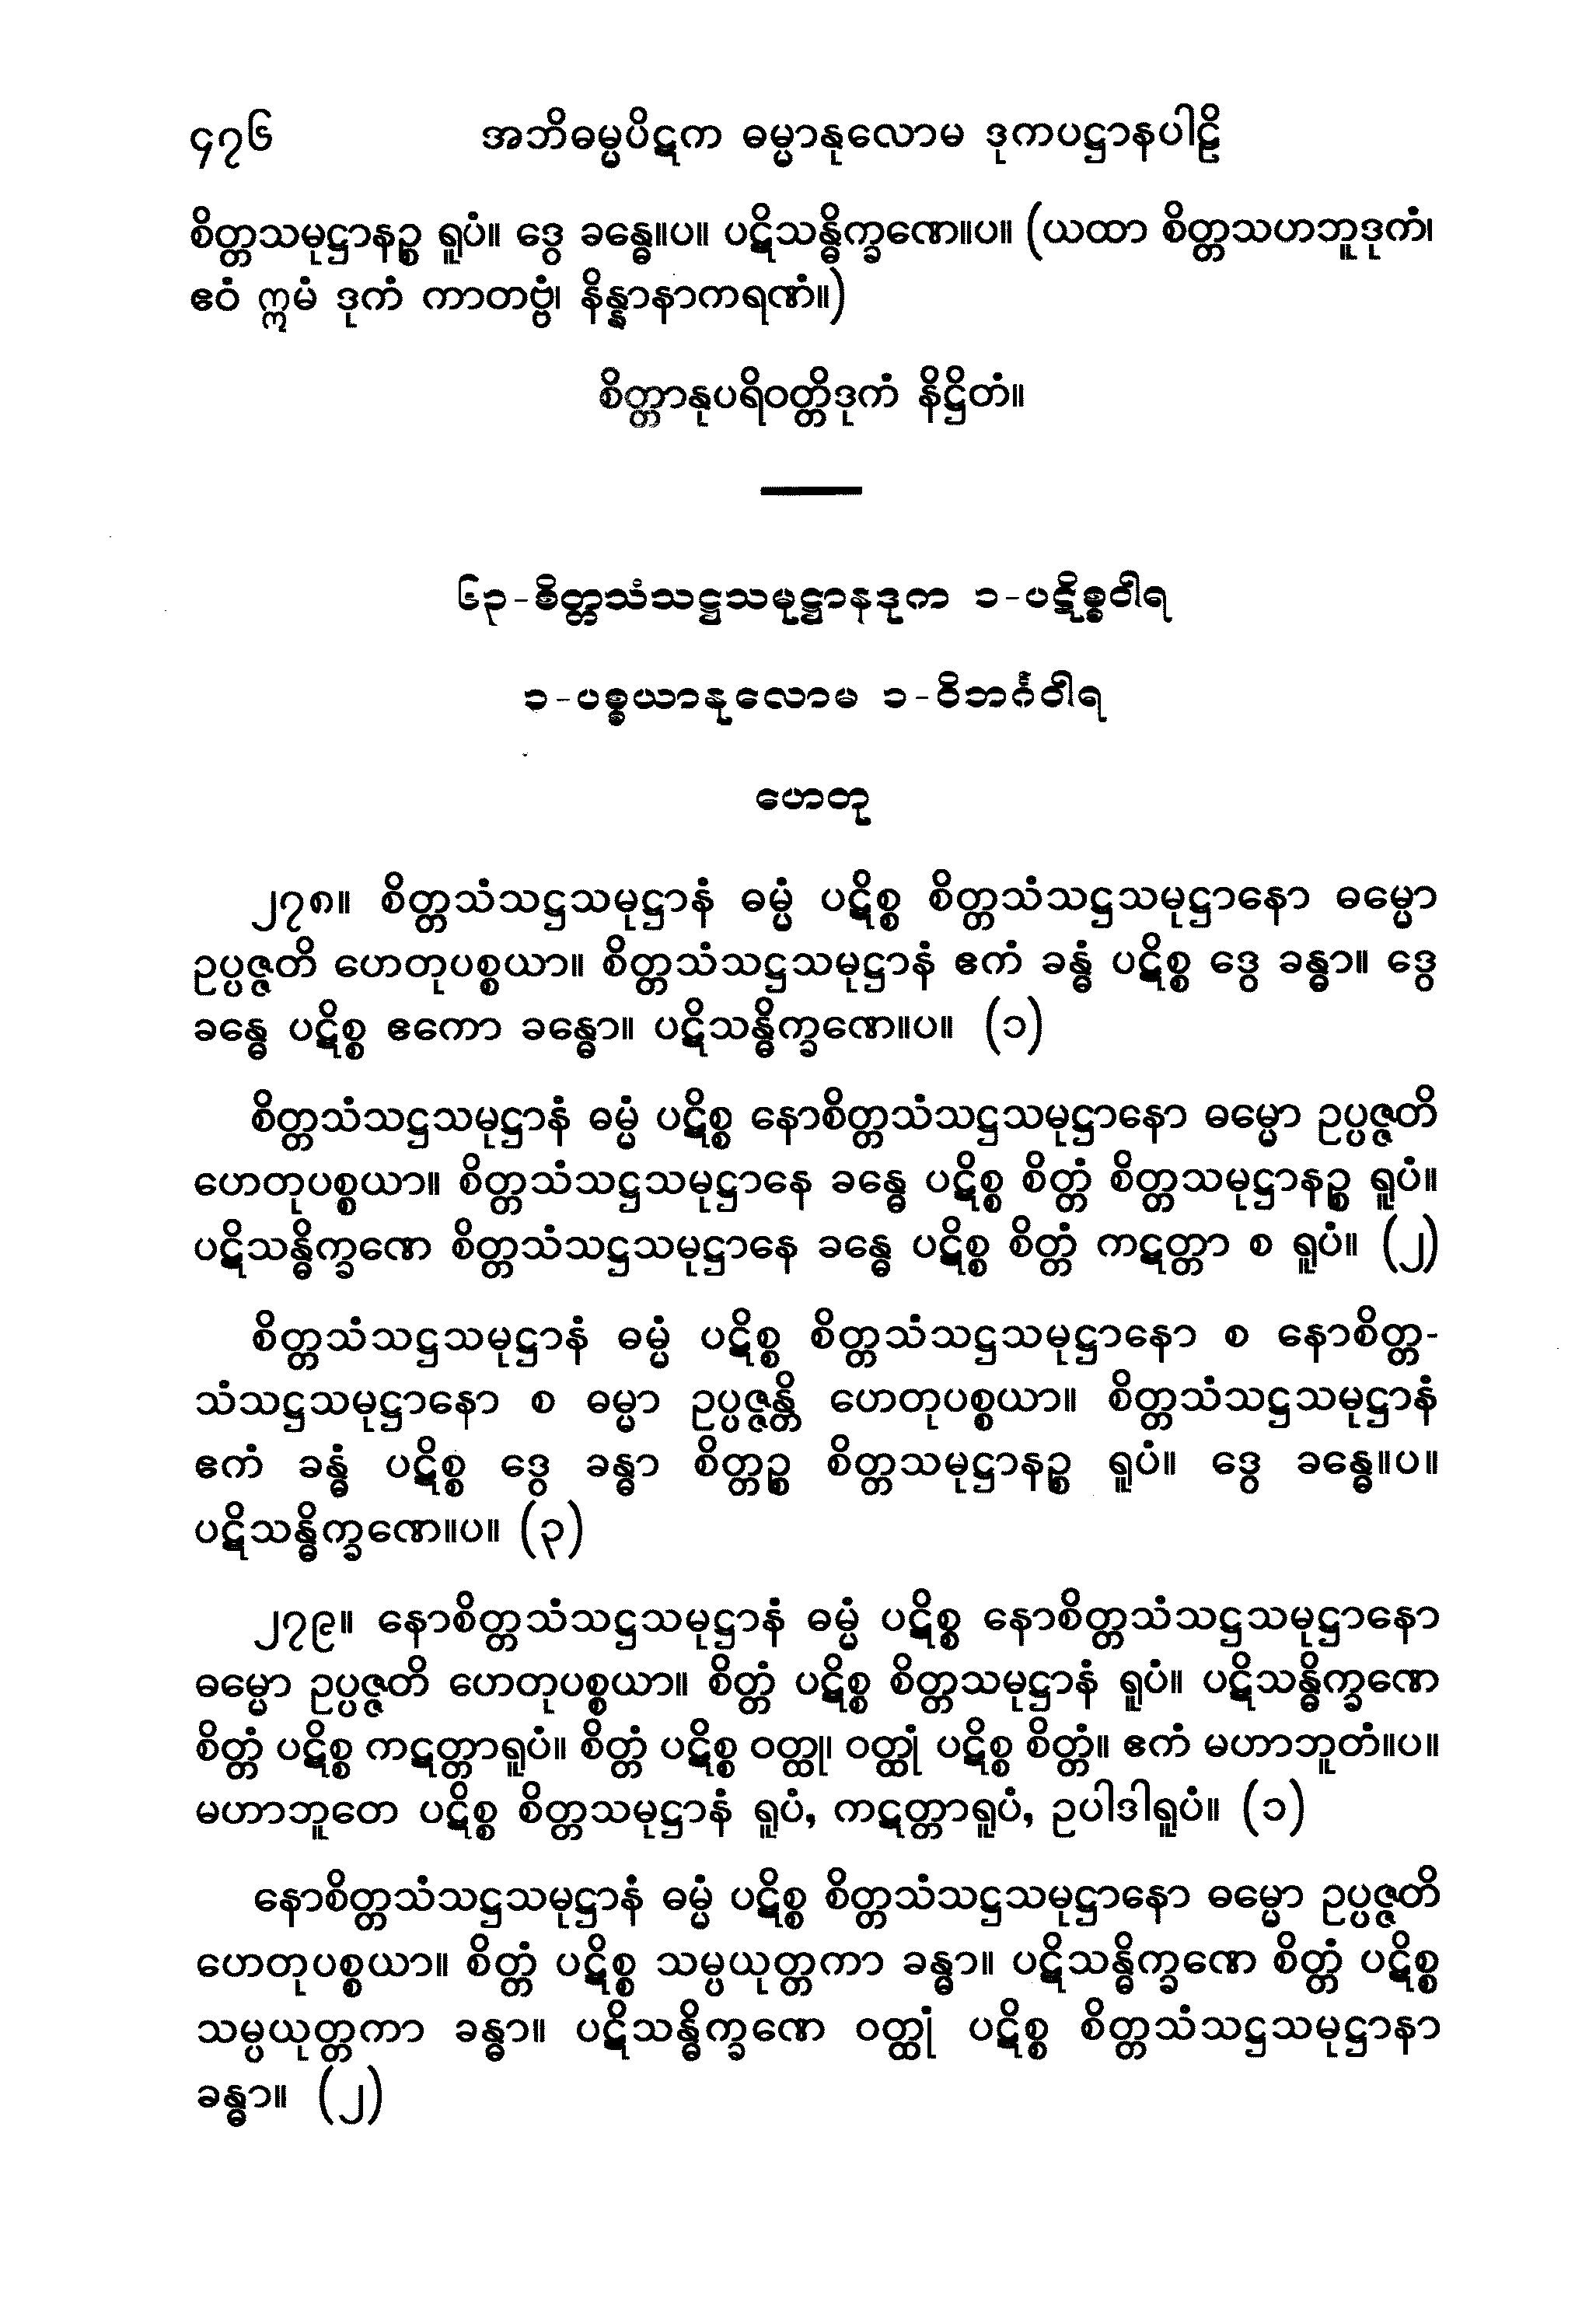 ၄၇၆ အဘိဓမ္မပိဋက ဓမ္မာနုလောမ ဒုကပဋ္ဌာနပါဠိ
စိတ္တသမုဋ္ဌာနဉ္စ ရူပံ။ ဒွေ ခန္ဓေ။ပ။ ပဋိသန္ဓိက္ခဏေ။ပ။ (ယထာ စိတ္တသဟဘူဒုကံ၊
ဧဝံ ဣမံ ဒုကံ ကာတဗ္ဗံ၊ နိန္နာနာကရဏံ။)
စိတ္တာနုပရိဝတ္တိဒုကံ နိဋ္ဌိတံ။
၆၃-စိတ္တသံသဋ္ဌသမုဋ္ဌာနဒုက ၁-ပဋိစ္စဝါရ
၁-ပစ္စယာနုလောမ ၁-ဝိဘင်္ဂဝါရ
ဟေတု
၂၇၈။ စိတ္တသံသဋ္ဌသမုဋ္ဌာနံ ဓမ္မံ ပဋိစ္စ စိတ္တသံသဋ္ဌသမုဋ္ဌာနော ဓမ္မော
ဥပ္ပဇ္ဇတိ ဟေတုပစ္စယာ။ စိတ္တသံသဋ္ဌသမုဋ္ဌာနံ ဧကံ ခန္ဓံ ပဋိစ္စ ဒွေ ခန္ဓာ။ ဒွေ
ခန္ဓေ ပဋိစ္စ ဧကော ခန္ဓော။ ပဋိသန္ဓိက္ခဏေ။ပ။ (၁)
စိတ္တသံသဋ္ဌသမုဋ္ဌာနံ ဓမ္မံ ပဋိစ္စ နောစိတ္တသံသဋ္ဌသမုဋ္ဌာနော ဓမ္မော ဥပ္ပဇ္ဇတိ
ဟေတုပစ္စယာ။ စိတ္တသံသဋ္ဌသမုဋ္ဌာနေ ခန္ဓေ ပဋိစ္စ စိတ္တံ စိတ္တသမုဋ္ဌာနဉ္စ ရူပံ။
ပဋိသန္ဓိက္ခဏေ စိတ္တသံသဋ္ဌသမုဋ္ဌာနေ ခန္ဓေ ပဋိစ္စ စိတ္တံ ကဋတ္တာ စ ရူပံ။ (၂)
စိတ္တသံသဋ္ဌသမုဋ္ဌာနံ ဓမ္မံ ပဋိစ္စ စိတ္တသံသဋ္ဌသမုဋ္ဌာနော စ နောစိတ္တ-
သံသဋ္ဌသမုဋ္ဌာနော စ ဓမ္မာ ဥပ္ပဇ္ဇန္တိ ဟေတုပစ္စယာ။ စိတ္တသံသဋ္ဌသမုဋ္ဌာနံ
ဧကံ ခန္ဓံ ပဋိစ္စ ဒွေ ခန္ဓာ စိတ္တဉ္စ စိတ္တသမုဋ္ဌာနဉ္စ ရူပံ။ ဒွေ ခန္ဓေ။ပ။
ပဋိသန္ဓိက္ခဏေ။ပ။ (၃)
၂၇၉။ နောစိတ္တသံသဋ္ဌသမုဋ္ဌာနံ ဓမ္မံ ပဋိစ္စ နောစိတ္တသံသဋ္ဌသမုဋ္ဌာနော
ဓမ္မော ဥပ္ပဇ္ဇတိ ဟေတုပစ္စယာ။ စိတ္တံ ပဋိစ္စ စိတ္တသမုဋ္ဌာနံ ရူပံ။ ပဋိသန္ဓိက္ခဏေ
စိတ္တံ ပဋိစ္စ ကဋတ္တာရူပံ။ စိတ္တံ ပဋိစ္စ ဝတ္ထု၊ ဝတ္ထုံ ပဋိစ္စ စိတ္တံ။ ဧကံ မဟာဘူတံ။ပ။
မဟာဘူတေ ပဋိစ္စ စိတ္တသမုဋ္ဌာနံ ရူပံ, ကဋတ္တာရူပံ, ဥပါဒါရူပံ။ (၁)
နောစိတ္တသံသဋ္ဌသမုဋ္ဌာနံ ဓမ္မံ ပဋိစ္စ စိတ္တသံသဋ္ဌသမုဋ္ဌာနော ဓမ္မော ဥပ္ပဇ္ဇတိ
ဟေတုပစ္စယာ။ စိတ္တံ ပဋိစ္စ သမ္ပယုတ္တကာ ခန္ဓာ။ ပဋိသန္ဓိက္ခဏေ စိတ္တံ ပဋိစ္စ
သမ္ပယုတ္တကာ ခန္ဓာ။ ပဋိသန္ဓိက္ခဏေ ဝတ္ထုံ ပဋိစ္စ စိတ္တသံသဋ္ဌသမုဋ္ဌာနာ
ခန္ဓာ။ (၂)